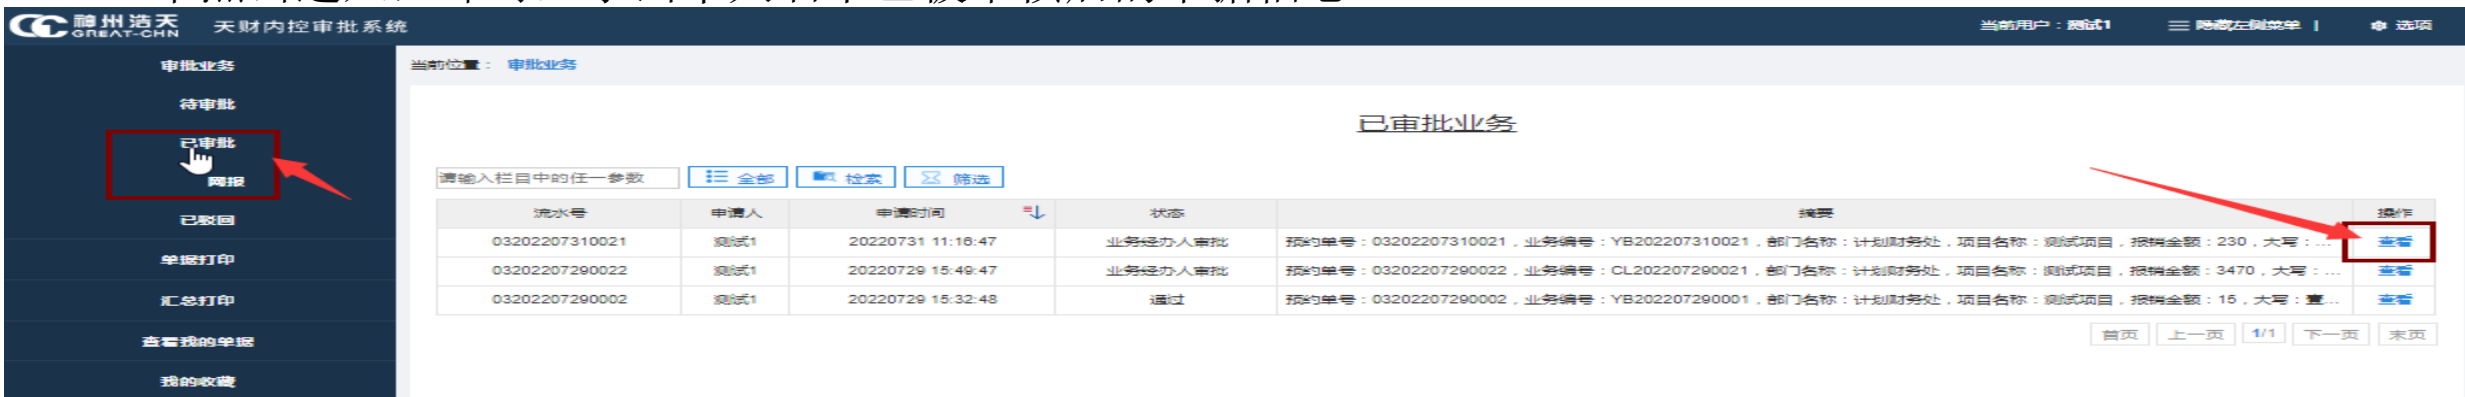 神州浩天
GREAT-CHN
天财内控审批系统
当前用户：测试1
隐藏左侧菜单 |
选项
审批业务
待审批
已审批
网报
已驳回
单据打印
汇总打印
查看我的单据
我的收藏
当前位置： 审批业务
已审批业务
请输入栏目中的任一参数 全部 检索 筛选
流水号 申请人 申请时间 状态 摘要 操作
03202207310021 测试1 20220731 11:16:47 业务经办人审批 预约单号：03202207310021，业务编号：YB202207310021，部门名称：计划财务处，项目名称：测试项目，报销金额：230，大写：... 查看
03202207290022 测试1 20220729 15:49:47 业务经办人审批 预约单号：03202207290022，业务编号：CL202207290021，部门名称：计划财务处，项目名称：测试项目，报销金额：3470，大写：... 查看
03202207290002 测试1 20220729 15:32:48 通过 预约单号：03202207290002，业务编号：YB202207290001，部门名称：计划财务处，项目名称：测试项目，报销金额：15，大写：壹... 查看
首页 上一页 1/1 下一页 末页